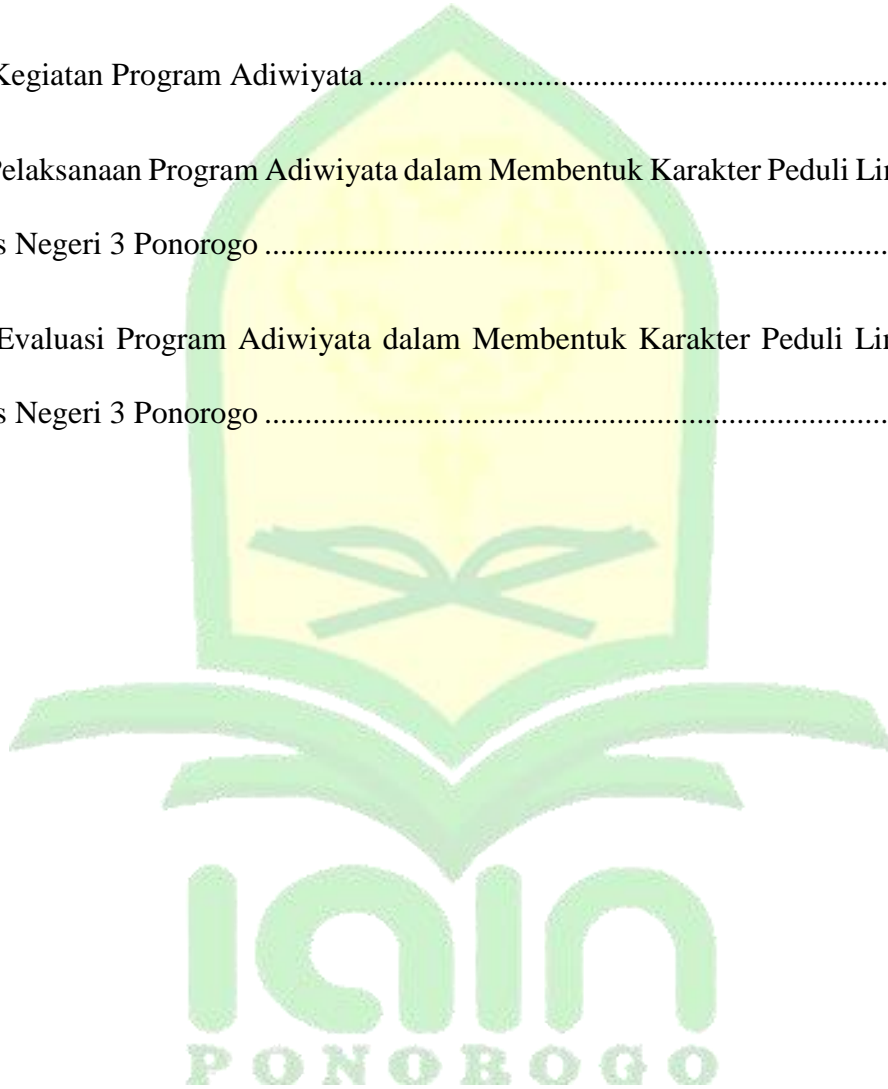 Kegiatan Program Adiwiyata ..................................................................
Pelaksanaan Program Adiwiyata dalam Membentuk Karakter Peduli Lin
s Negeri 3 Ponorogo ...............................................................................
Evaluasi Program Adiwiyata dalam Membentuk Karakter Peduli Lin
s Negeri 3 Ponorogo ...............................................................................
iain
PONOROGO